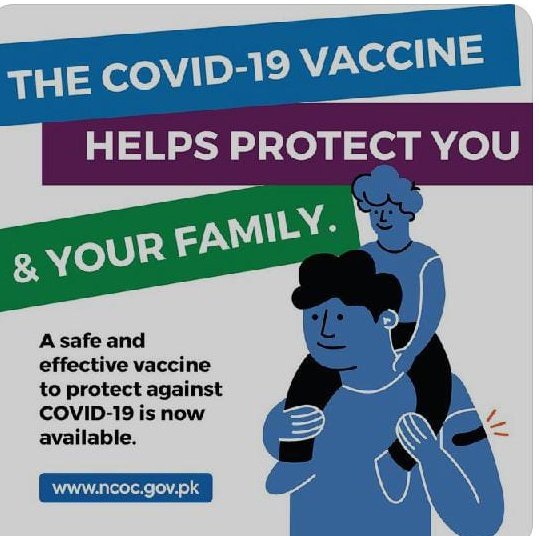 THE COVID-19 VACCINE
HELPS PROTECT YOU
& YOUR FAMILY.
A safe and
effective vaccine
to protect against
COVID-19 is now
available.
www.ncoc.gov.pk